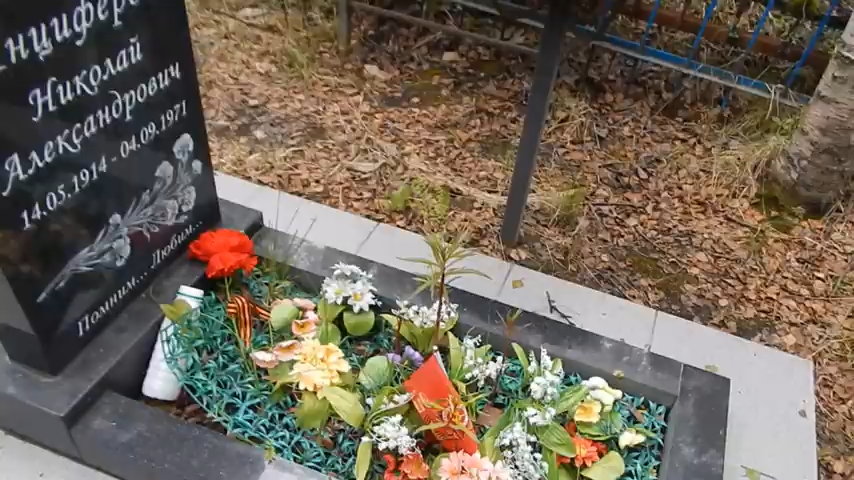 Николай
Александрович
14.05.1914 - 04.09.1971
Помним... Любим...